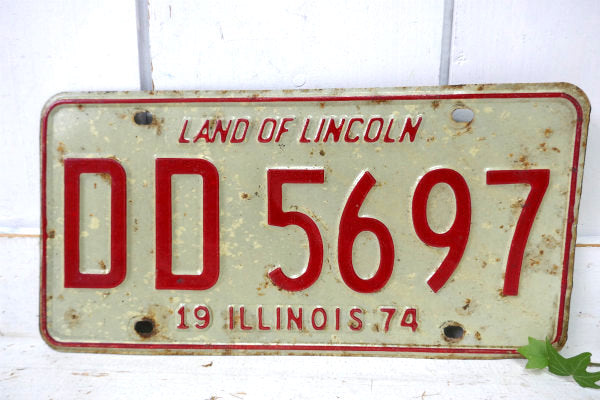 LAND OF LINCOLN
DD 5697
19 ILLINOIS 74